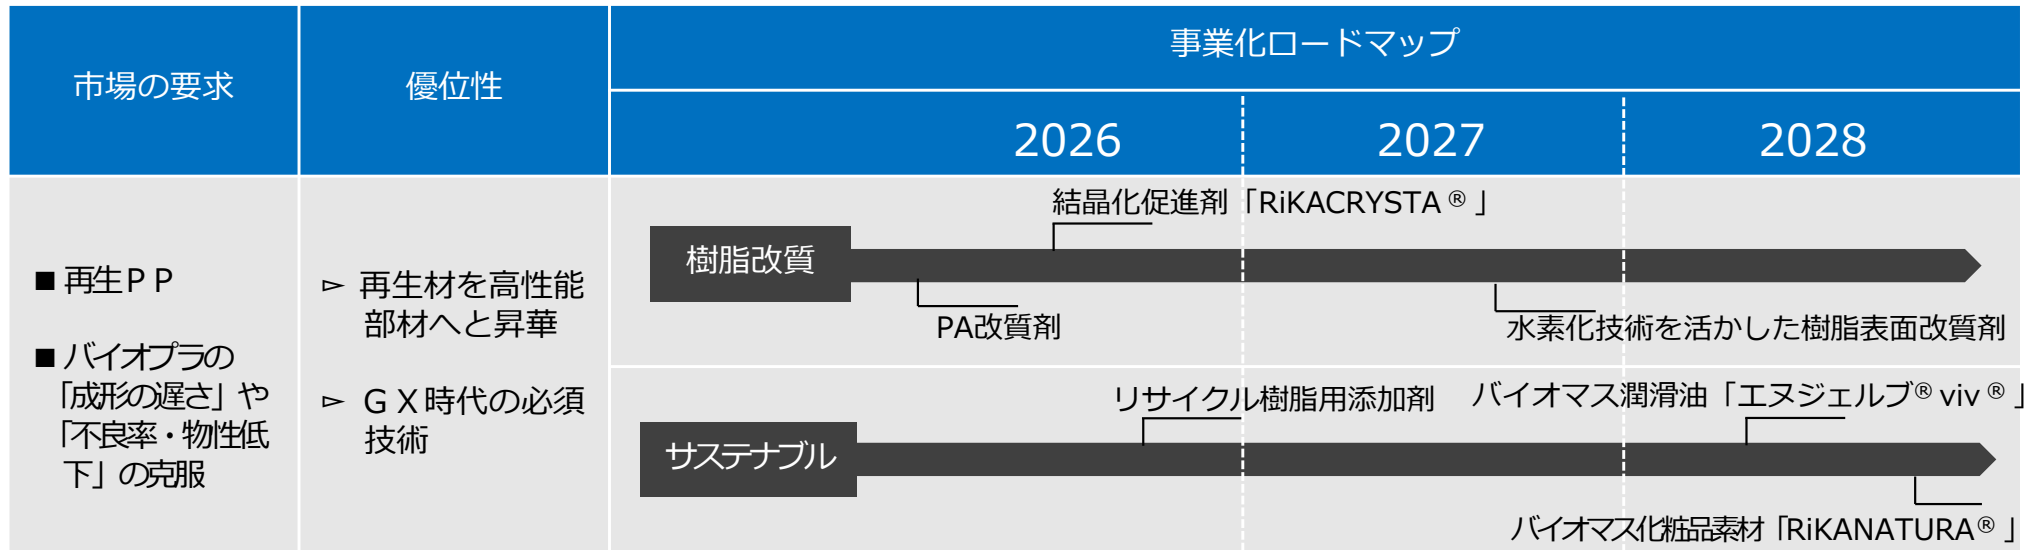 市場の要求
優位性
事業化ロードマップ
2026
2027
2028
■ 再生ＰＰ
■ バイオプラの
「成形の遅さ」や
「不良率・物性低
下」の克服
▻ 再生材を高性能
部材へと昇華
▻ ＧＸ時代の必須
技術
樹脂改質
結晶化促進剤「RiKACRYSTA®」
PA改質剤
水素化技術を活かした樹脂表面改質剤
サステナブル
リサイクル樹脂用添加剤
バイオマス潤滑油「エヌジェルブ® viv®」
バイオマス化粧品素材「RiKANATURA®」